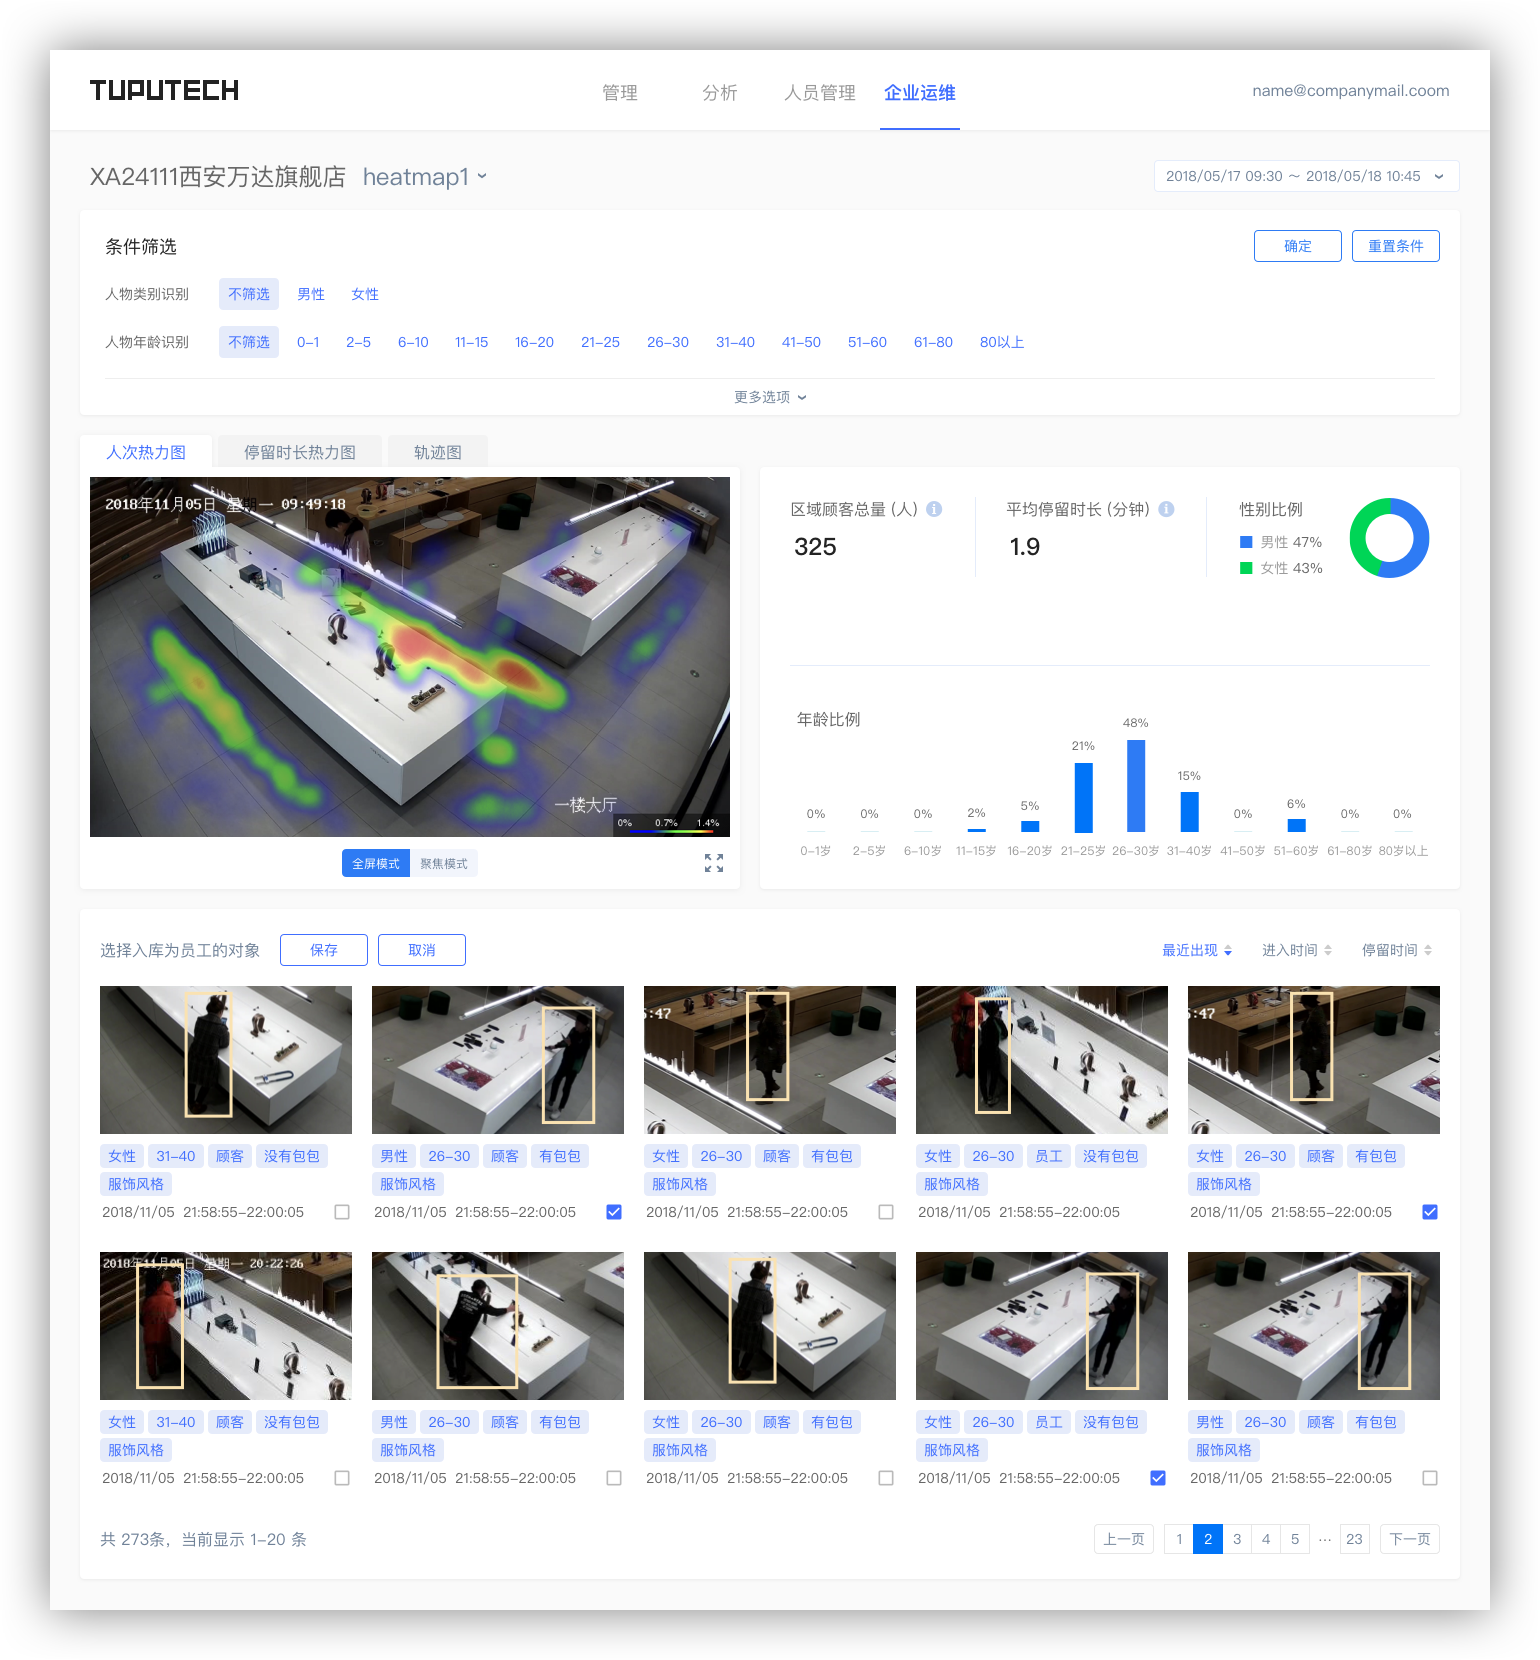 TUPUTECH
管理 分析 人员管理 企业运维
name@companymail.coom
XA24111西安万达旗舰店 heatmap1
2018/05/17 09:30 ~ 2018/05/18 10:45
条件筛选
确定 重置条件
人物类别识别 不筛选 男性 女性
人物年龄识别 不筛选 0-1 2-5 6-10 11-15 16-20 21-25 26-30 31-40 41-50 51-60 61-80 80以上
更多选项
人次热力图 停留时长热力图 轨迹图
2018年11月05日 星期一 09:49:18
一楼大厅
0% 0.7% 1.4%
全屏模式 聚焦模式
区域顾客总量 (人)
325
平均停留时长 (分钟)
1.9
性别比例
男性 47%
女性 43%
年龄比例
0% 0% 0% 2% 5% 21% 48% 15% 0% 6% 0% 0%
0-1岁 2-5岁 6-10岁 11-15岁 16-20岁 21-25岁 26-30岁 31-40岁 41-50岁 51-60岁 61-80岁 80岁以上
选择入库为员工的对象 保存 取消
最近出现 进入时间 停留时间
5:47 5:47
女性 31-40 顾客 没有包包
服饰风格
2018/11/05 21:58:55-22:00:05
男性 26-30 顾客 有包包
服饰风格
2018/11/05 21:58:55-22:00:05
女性 26-30 顾客 有包包
服饰风格
2018/11/05 21:58:55-22:00:05
女性 26-30 员工 没有包包
服饰风格
2018/11/05 21:58:55-22:00:05
女性 26-30 顾客 有包包
服饰风格
2018/11/05 21:58:55-22:00:05
2018年11月05日 星期一 20:22:26
女性 31-40 顾客 没有包包
服饰风格
2018/11/05 21:58:55-22:00:05
男性 26-30 顾客 有包包
服饰风格
2018/11/05 21:58:55-22:00:05
女性 26-30 顾客 有包包
服饰风格
2018/11/05 21:58:55-22:00:05
女性 26-30 员工 没有包包
服饰风格
2018/11/05 21:58:55-22:00:05
男性 26-30 顾客 有包包
服饰风格
2018/11/05 21:58:55-22:00:05
共 273条，当前显示 1-20 条
上一页 1 2 3 4 5 … 23 下一页